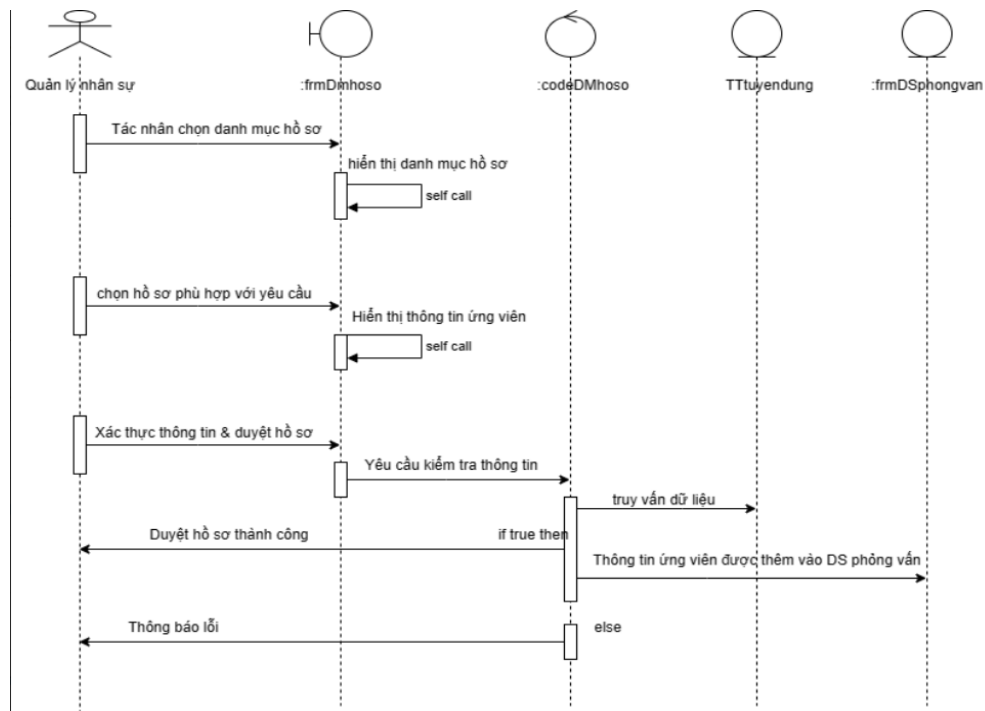 Quản lý nhân sự
:frmDmhoso
:codeDMhoso
TTtuyendung
:frmDSphongvan
Tác nhân chọn danh mục hồ sơ
hiển thị danh mục hồ sơ
self call
chọn hồ sơ phù hợp với yêu cầu
Hiển thị thông tin ứng viên
self call
Xác thực thông tin & duyệt hồ sơ
Yêu cầu kiểm tra thông tin
truy vấn dữ liệu
Duyệt hồ sơ thành công
if true then
Thông tin ứng viên được thêm vào DS phỏng vấn
Thông báo lỗi
else